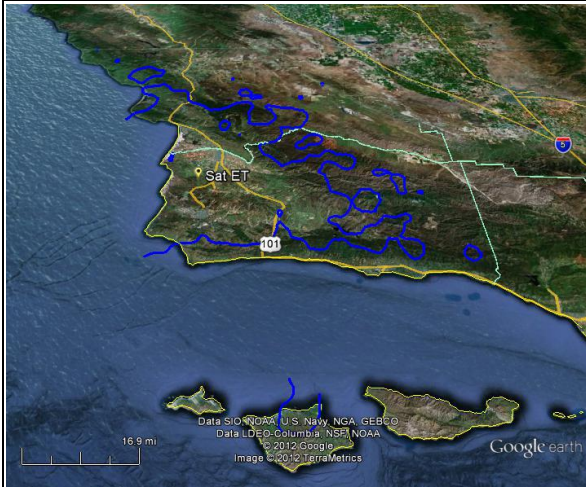 5
Sat ET
101
Data SIO, NOAA, U.S. Navy, NGA, GEBCO
Data LDEO-Columbia, NSF, NOAA
© 2012 Google
Image © 2012 TerraMetrics
16.9 mi
Google earth